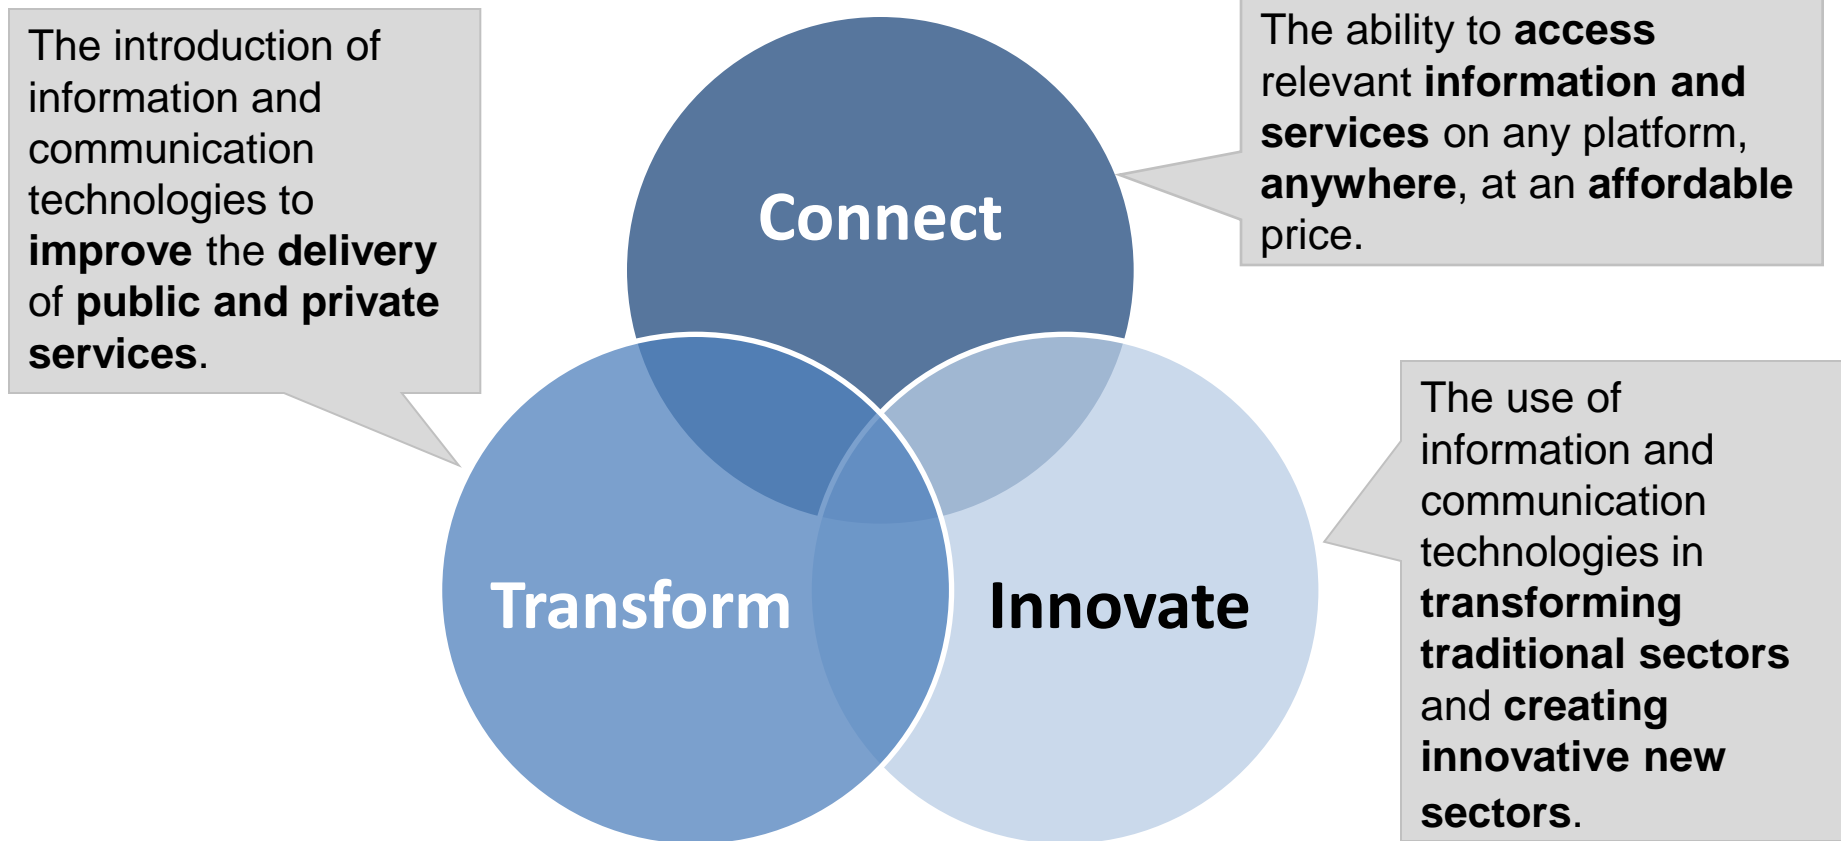 The introduction of
information and
communication
technologies to
improve the delivery
of public and private
services.
Connect
The ability to access
relevant information and
services on any platform,
anywhere, at an affordable
price.
Transform
Innovate
The use of
information and
communication
technologies in
transforming
traditional sectors
and creating
innovative new
sectors.